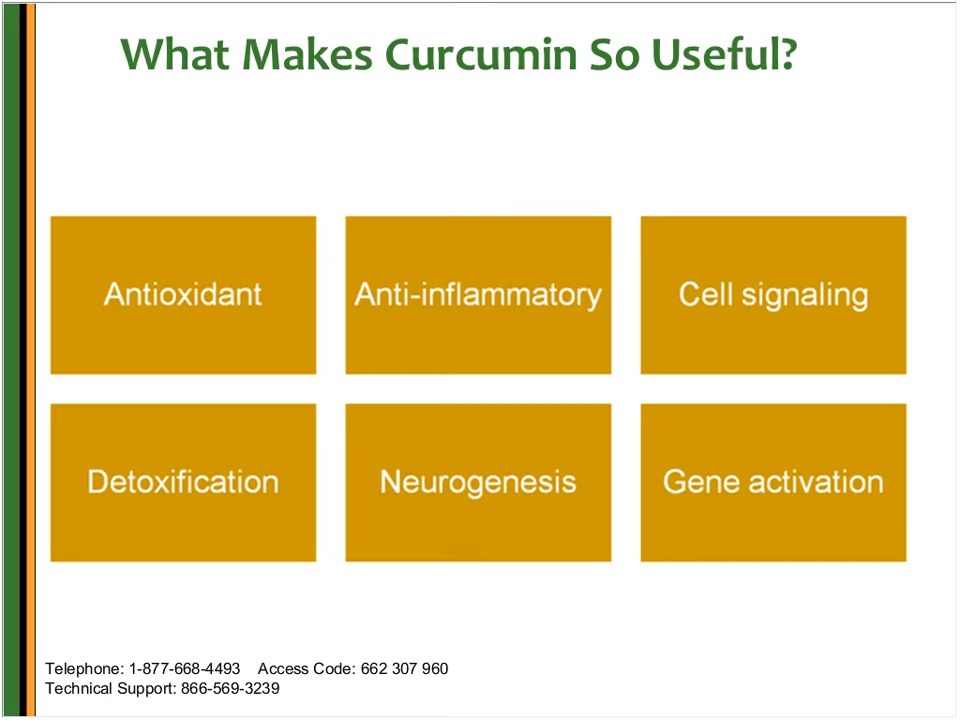 What Makes Curcumin So Useful?
Antioxidant
Anti-inflammatory
Cell signaling
Detoxification
Neurogenesis
Gene activation
Telephone: 1-877-668-4493 Access Code: 662 307 960
Technical Support: 866-569-3239